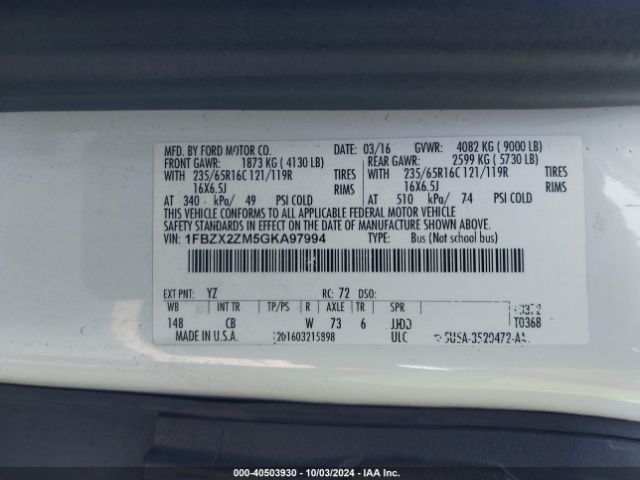 MFD. BY FORD MOTOR CO. DATE: 03/16 GVWR: 4082 KG ( 9000 LB)
FRONT GAWR: 1873 KG ( 4130 LB) REAR GAWR: 2599 KG ( 5730 LB)
WITH 235/65R16C 121/119R TIRES WITH 235/65R16C 121/119R TIRES
16X6.5J RIMS 16X6.5J RIMS
AT 340 kPa/ 49 PSI COLD AT 510 kPa/ 74 PSI COLD
THIS VEHICLE CONFORMS TO ALL APPLICABLE FEDERAL MOTOR VEHICLE
SAFETY STANDARDS IN EFFECT ON THE DATE OF MANUFACTURE SHOWN ABOVE.
VIN: 1FBZX2ZM5GKA97994 TYPE: Bus (Not school bus)
EXT PNT: YZ RC: 72 DSO:
WB INT TR TP/PS R AXLE TR SPR
148 CB W 73 6 T0368
MADE IN U.S.A. 201603215898 ULC
000-40503930 - 10/03/2024 - IAA Inc.